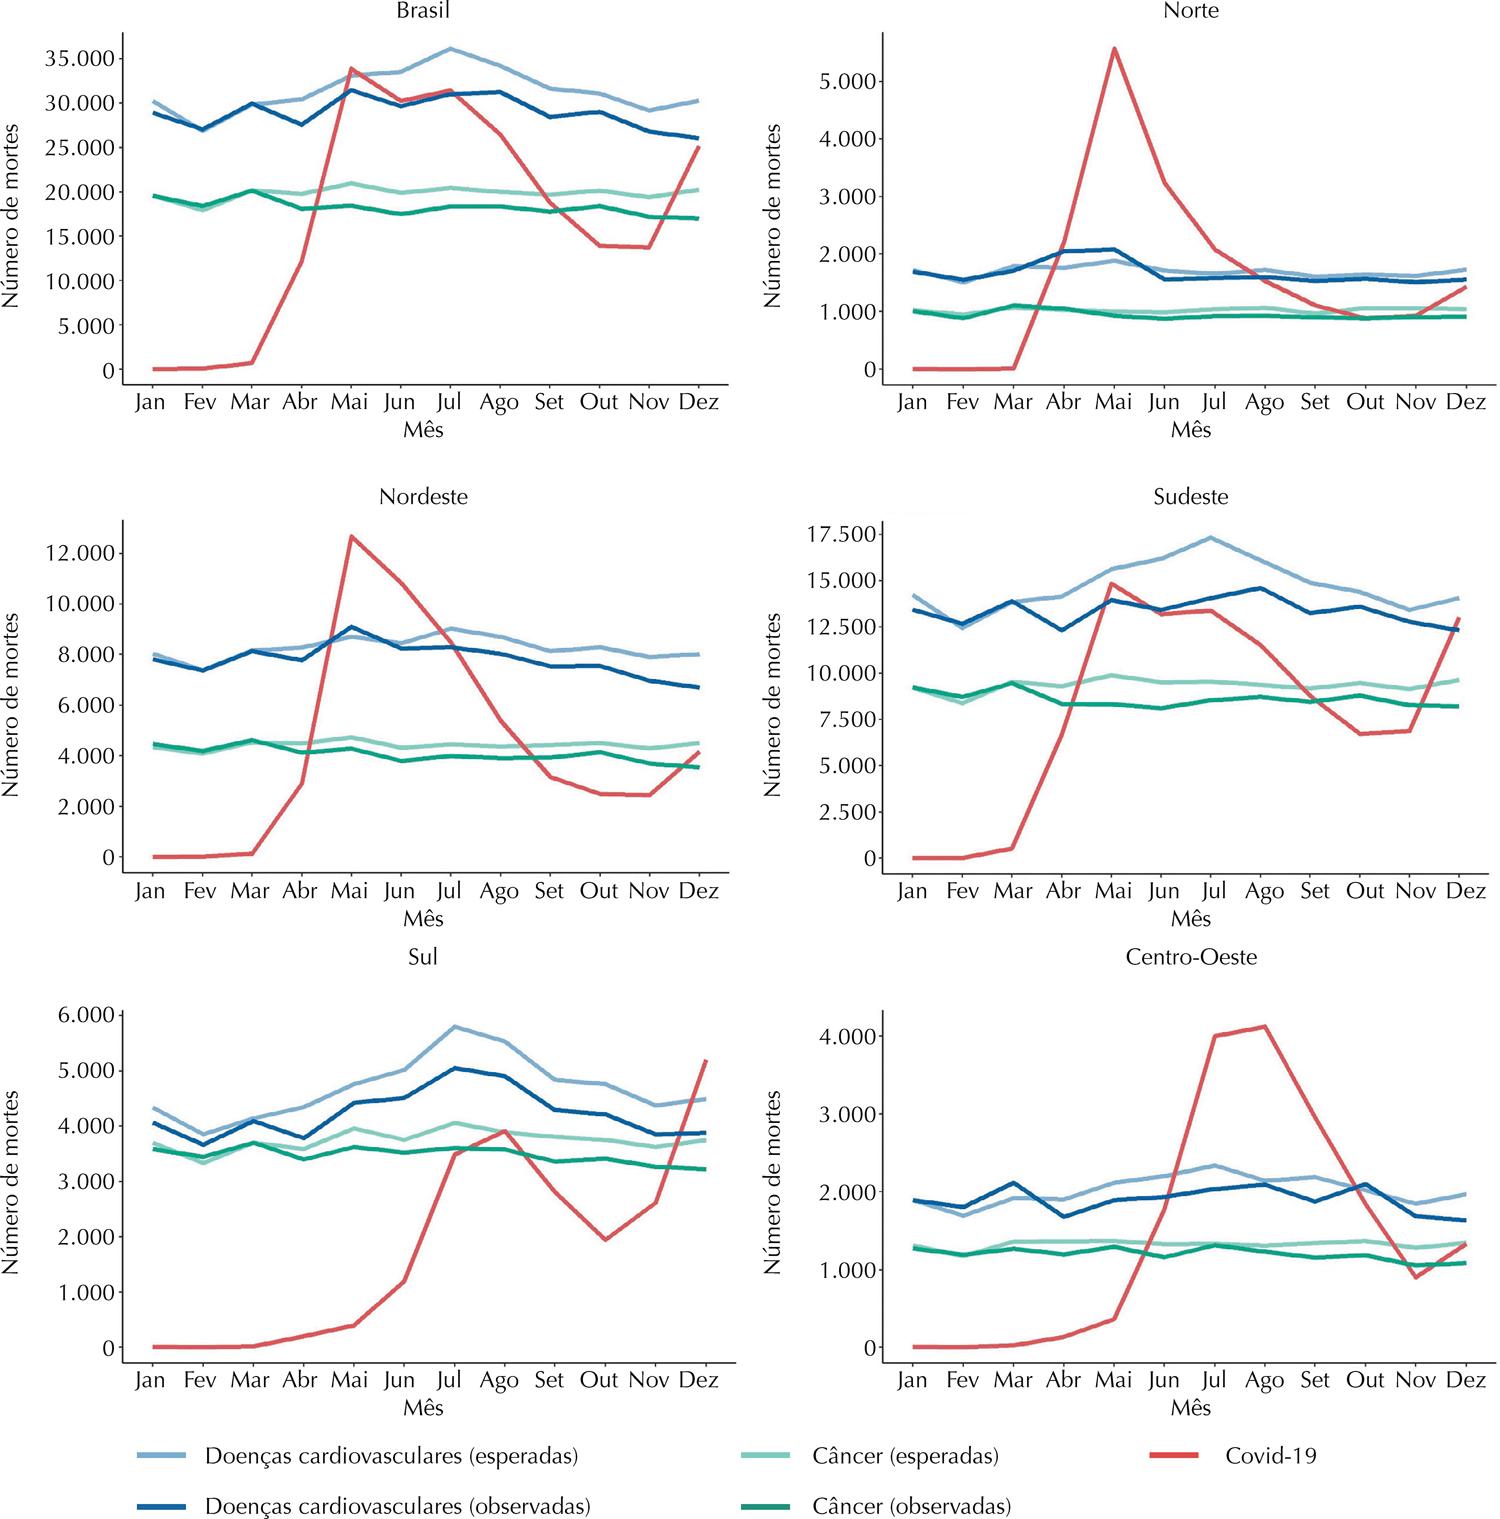 Brasil
Número de mortes
35.000
30.000
25.000
20.000
15.000
10.000
5.000
0
Jan Fev Mar Abr Mai Jun Jul Ago Set Out Nov Dez
Mês
Norte
Número de mortes
5.000
4.000
3.000
2.000
1.000
0
Jan Fev Mar Abr Mai Jun Jul Ago Set Out Nov Dez
Mês
Nordeste
Número de mortes
12.000
10.000
8.000
6.000
4.000
2.000
0
Jan Fev Mar Abr Mai Jun Jul Ago Set Out Nov Dez
Mês
Sudeste
Número de mortes
17.500
15.000
12.500
10.000
7.500
5.000
2.500
0
Jan Fev Mar Abr Mai Jun Jul Ago Set Out Nov Dez
Mês
Sul
Número de mortes
6.000
5.000
4.000
3.000
2.000
1.000
0
Jan Fev Mar Abr Mai Jun Jul Ago Set Out Nov Dez
Mês
Centro-Oeste
Número de mortes
4.000
3.000
2.000
1.000
0
Jan Fev Mar Abr Mai Jun Jul Ago Set Out Nov Dez
Mês
Doenças cardiovasculares (esperadas)
Câncer (esperadas)
Covid-19
Doenças cardiovasculares (observadas)
Câncer (observadas)